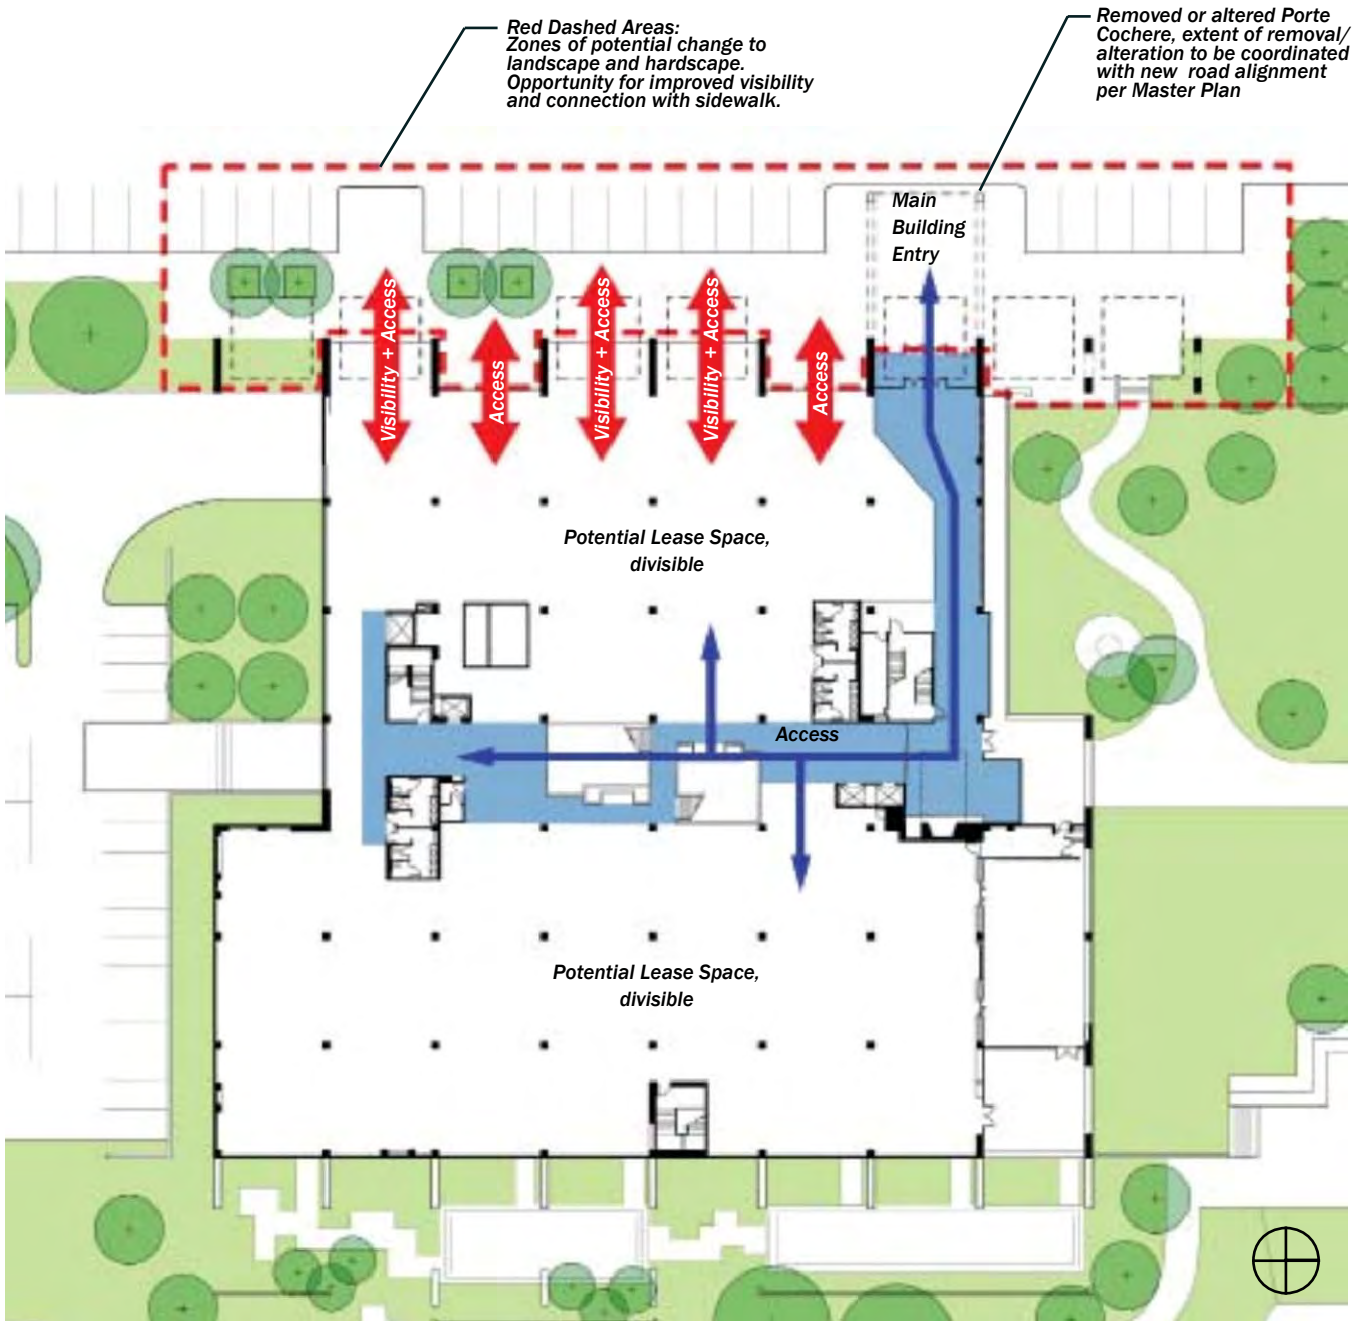 Red Dashed Areas:
Zones of potential change to
landscape and hardscape.
Opportunity for improved visibility
and connection with sidewalk.
Removed or altered Porte
Cochere, extent of removal/
alteration to be coordinated
with new road alignment
per Master Plan
Main
Building
Entry
Visibility + Access
Access
Visibility + Access
Visibility + Access
Access
Potential Lease Space,
divisible
Access
Potential Lease Space,
divisible